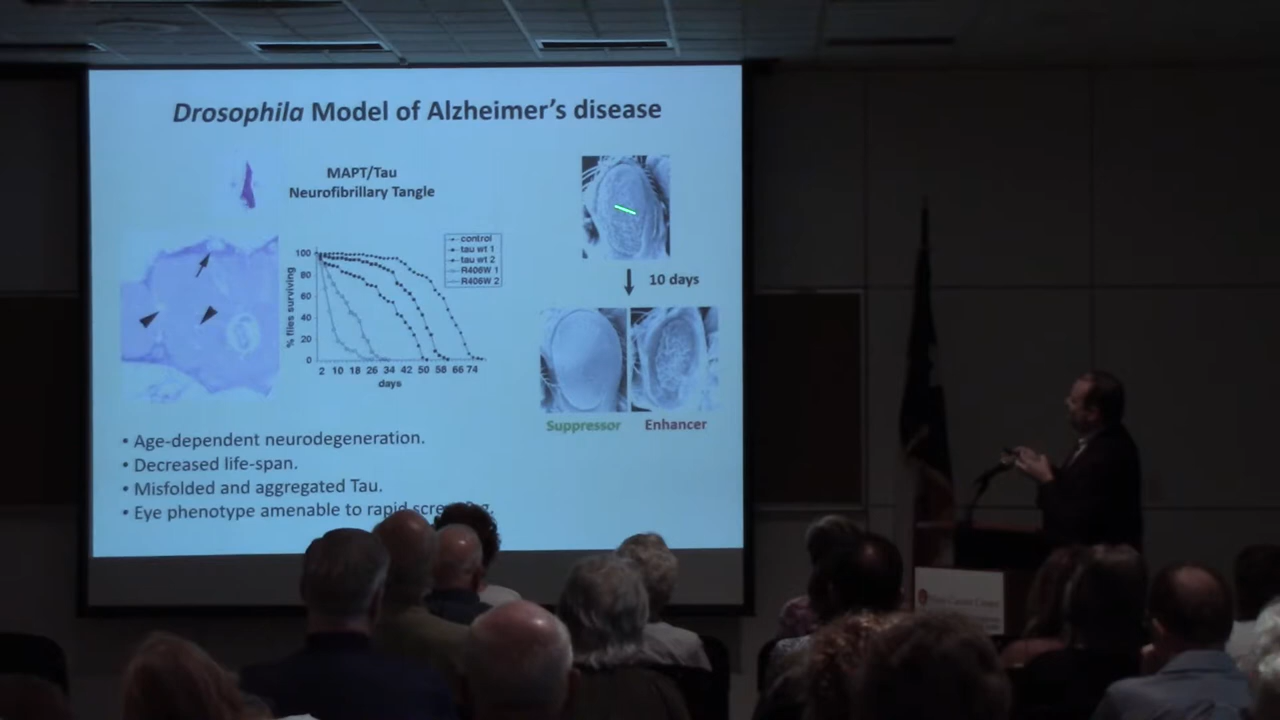 Drosophila Model of Alzheimer's disease
MAPT/Tau
Neurofibrillary Tangle
control
tau wt 1
tau wt 2
R406W 1
R406W 2
% flies surviving
100
80
60
40
20
0
2 10 18 26 34 42 50 58 66 74
days
10 days
Suppressor Enhancer
• Age-dependent neurodegeneration.
• Decreased life-span.
• Misfolded and aggregated Tau.
• Eye phenotype amenable to rapid